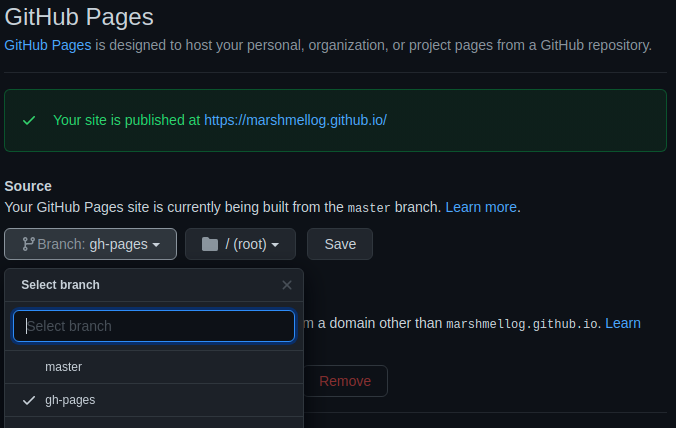 GitHub Pages
GitHub Pages is designed to host your personal, organization, or project pages from a GitHub repository.
Your site is published at https://marshmellog.github.io/
Source
Your GitHub Pages site is currently being built from the master branch. Learn more.
Branch: gh-pages / (root) Save
Select branch
Select branch
m a domain other than marshmellog.github.io. Learn
master
Remove
gh-pages